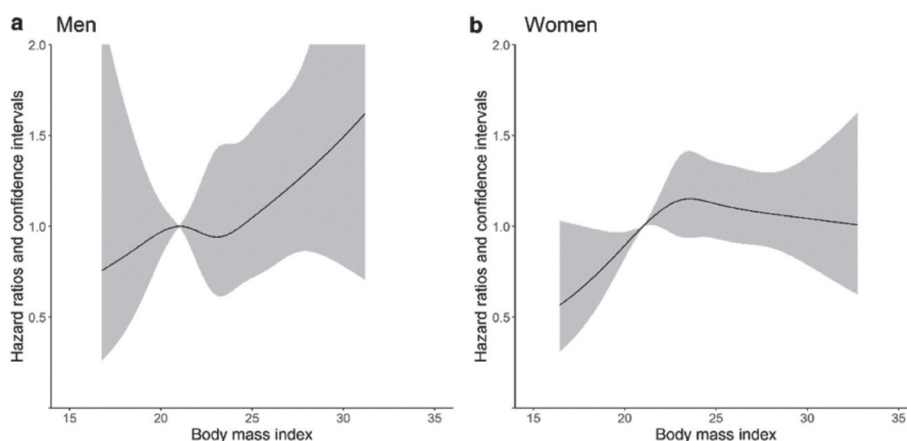 a Men
2.0
1.5
1.0
0.5
Hazard ratios and confidence intervals
15 20 25 30 35
Body mass index
b Women
2.0
1.5
1.0
0.5
Hazard ratios and confidence intervals
15 20 25 30 35
Body mass index